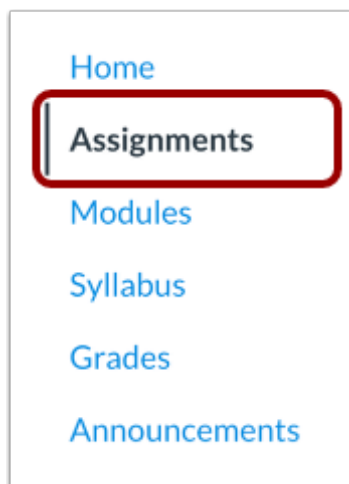 Home
Assignments
Modules
Syllabus
Grades
Announcements